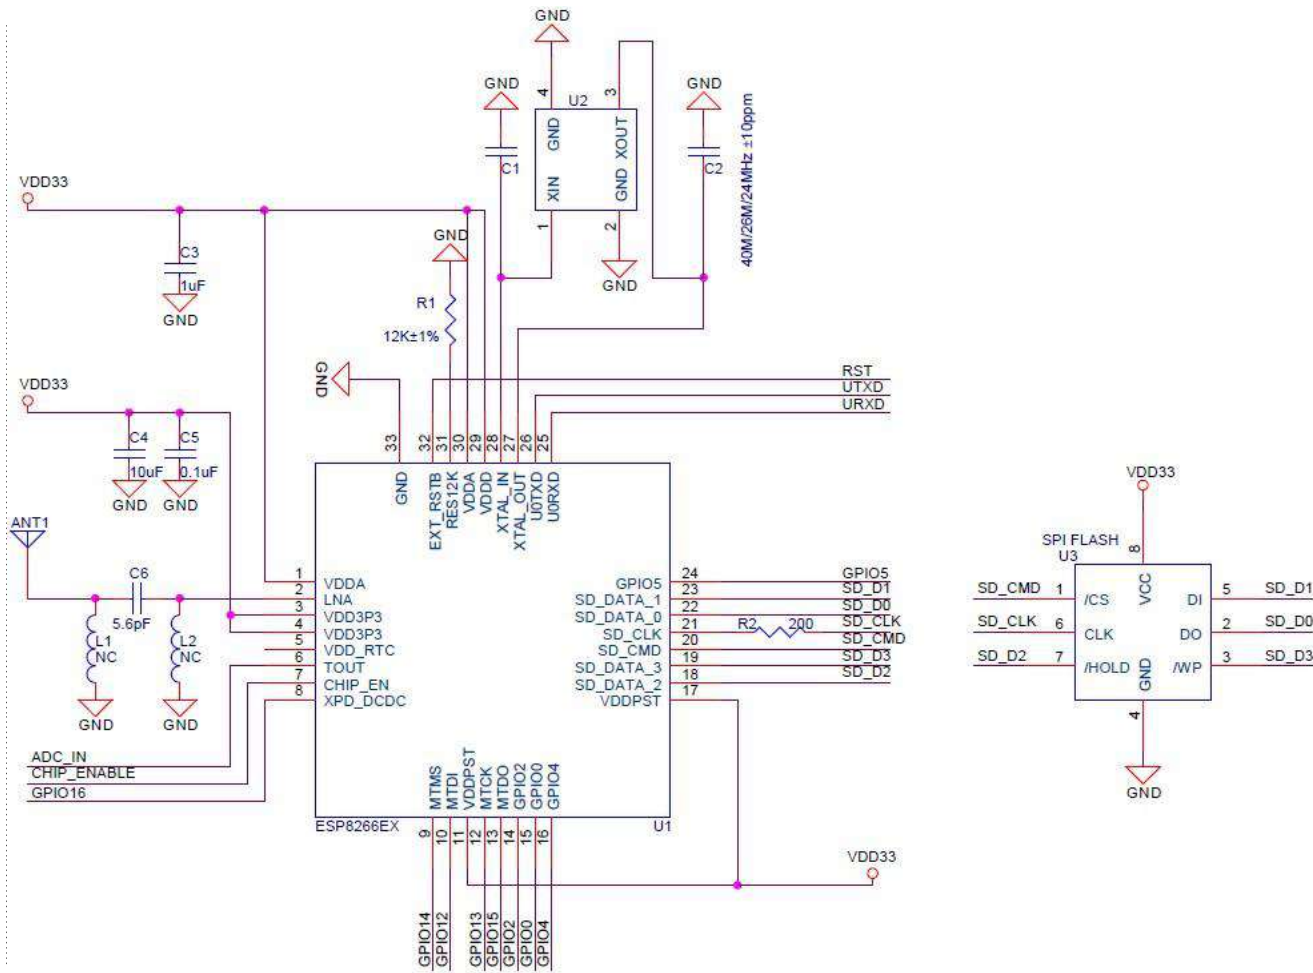 GND
GND
4
3
U2
GND
C1
GND
XOUT
XIN
GND
C2
40M/26M/24MHz ±10ppm
1
2
GND
VDD33
C3
1uF
GND
GND
R1
12K±1%
GND
RST
UTXD
URXD
VDD33
C4
10uF
GND
C5
0.1uF
GND
33
32
31
30
29
28
27
26
25
GND
EXT_RSTB
RES12K
VDDA
VDDD
XTAL_IN
XTAL_OUT
U0TXD
U0RXD
ANT1
C6
5.6pF
L1
NC
L2
NC
GND
GND
1 VDDA
2 LNA
3 VDD3P3
4 VDD3P3
5 VDD_RTC
6 TOUT
7 CHIP_EN
8 XPD_DCDC
GPIO5 24 GPIO5
SD_DATA_1 23 SD_D1
SD_DATA_0 22 SD_D0
SD_CLK 21 R2 200 SD_CLK
SD_CMD 20 SD_CMD
SD_DATA_3 19 SD_D3
SD_DATA_2 18 SD_D2
VDDPST 17
ADC_IN
CHIP_ENABLE
GPIO16
MTMS
MTDI
VDDPST
MTCK
MTDO
GPIO2
GPIO0
GPIO4
ESP8266EX
U1
9
10
11
12
13
14
15
16
GPIO14
GPIO12
GPIO13
GPIO15
GPIO2
GPIO0
GPIO4
VDD33
VDD33
SPI FLASH
U3
8
VCC
SD_CMD 1 /CS
SD_CLK 6 CLK
SD_D2 7 /HOLD
DI 5 SD_D1
DO 2 SD_D0
/WP 3 SD_D3
GND
4
GND